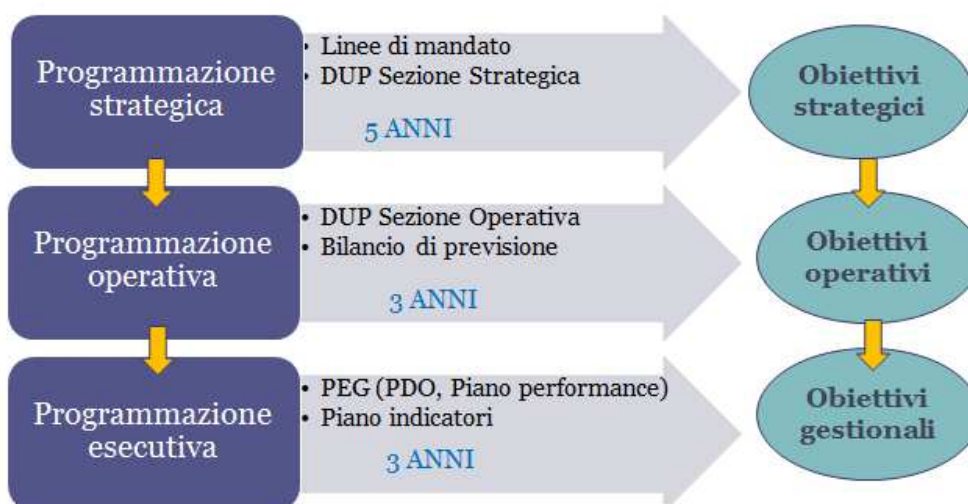 Programmazione
strategica
• Linee di mandato
• DUP Sezione Strategica
5 ANNI
Obiettivi
strategici
Programmazione
operativa
• DUP Sezione Operativa
• Bilancio di previsione
3 ANNI
Obiettivi
operativi
Programmazione
esecutiva
• PEG (PDO, Piano performance)
• Piano indicatori
3 ANNI
Obiettivi
gestionali